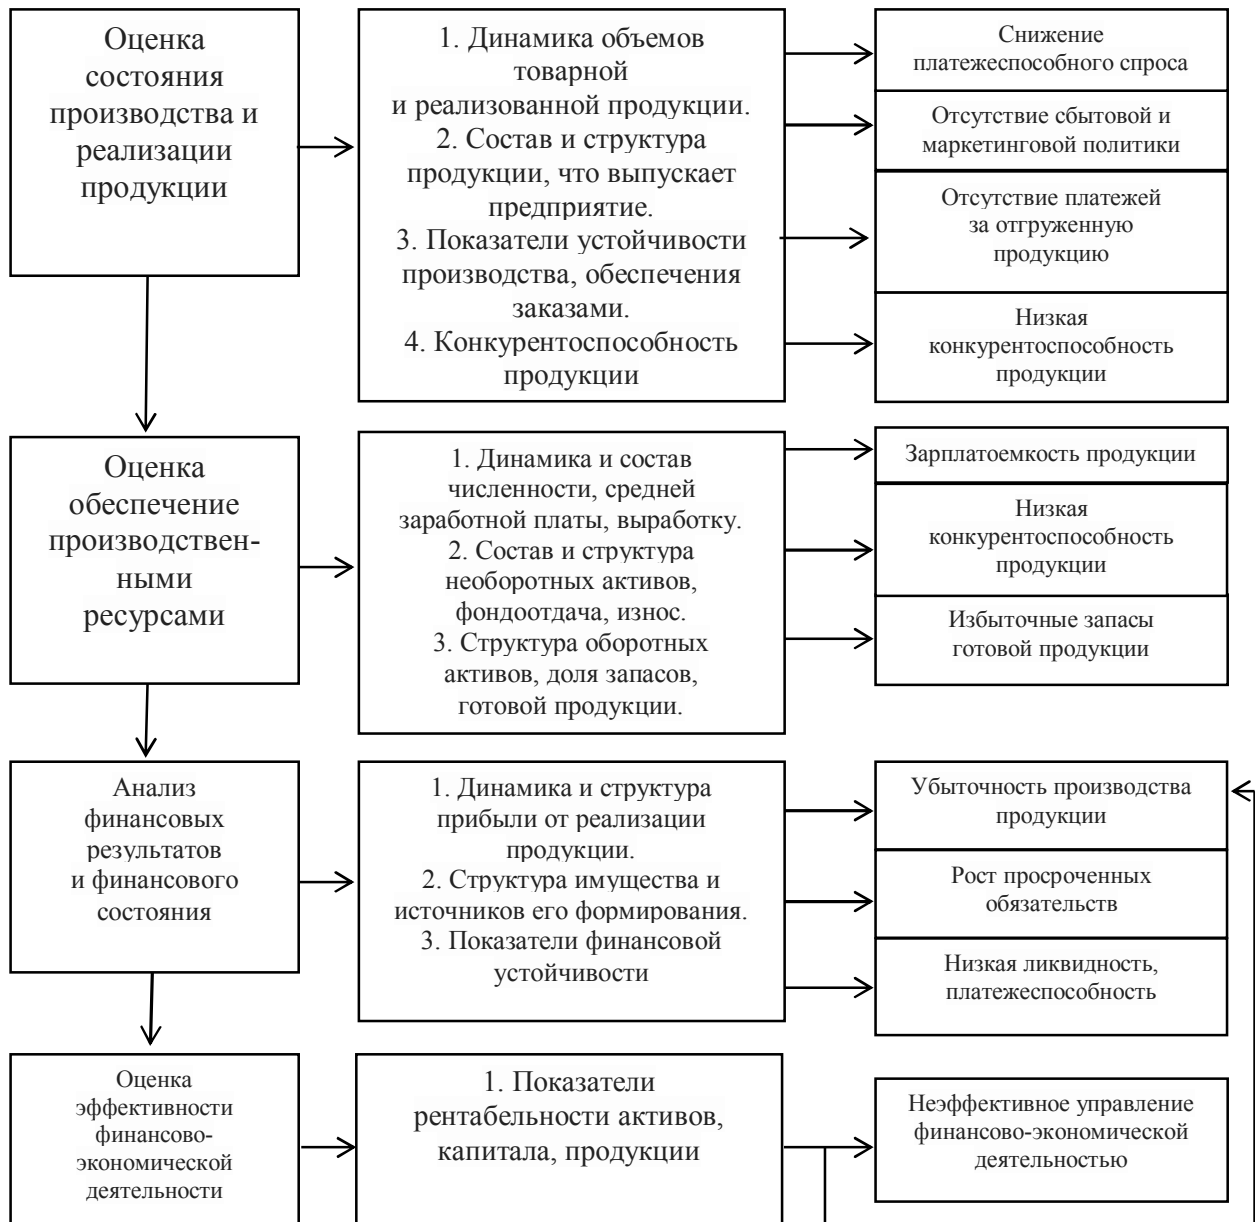 Оценка
состояния
производства и
реализации
продукции
1. Динамика объемов
товарной
и реализованной продукции.
2. Состав и структура
продукции, что выпускает
предприятие.
3. Показатели устойчивости
производства, обеспечения
заказами.
4. Конкурентоспособность
продукции
Снижение
платежеспособного спроса
Отсутствие сбытовой и
маркетинговой политики
Отсутствие платежей
за отгруженную
продукцию
Низкая
конкурентоспособность
продукции
Оценка
обеспечение
производствен-
ными
ресурсами
1. Динамика и состав
численности, средней
заработной платы, выработку.
2. Состав и структура
необоротных активов,
фондоотдача, износ.
3. Структура оборотных
активов, доля запасов,
готовой продукции.
Зарплатоемкость продукции
Низкая
конкурентоспособность
продукции
Избыточные запасы
готовой продукции
Анализ
финансовых
результатов
и финансового
состояния
1. Динамика и структура
прибыли от реализации
продукции.
2. Структура имущества и
источников его формирования.
3. Показатели финансовой
устойчивости
Убыточность производства
продукции
Рост просроченных
обязательств
Низкая ликвидность,
платежеспособность
Оценка
эффективности
финансово-
экономической
деятельности
1. Показатели
рентабельности активов,
капитала, продукции
Неэффективное управление
финансово-экономической
деятельностью